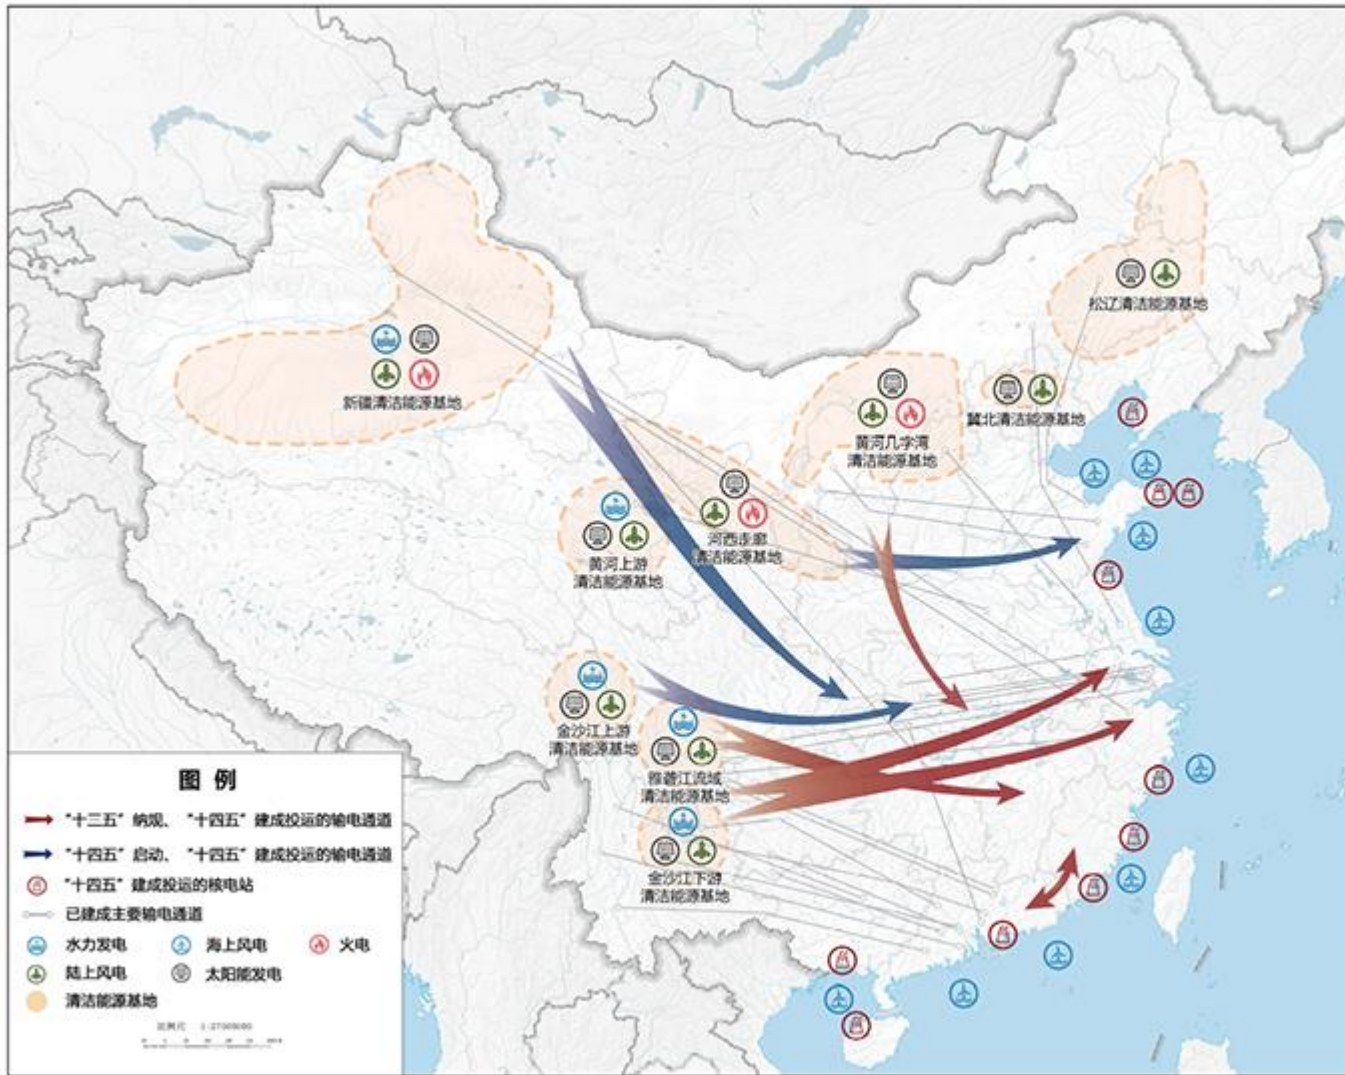 松辽清洁能源基地
新疆清洁能源基地
冀北清洁能源基地
黄河几字湾
清洁能源基地
河西走廊
清洁能源基地
黄河上游
清洁能源基地
金沙江上游
清洁能源基地
雅砻江流域
清洁能源基地
金沙江下游
清洁能源基地
图 例
“十三五”纳规、“十四五”建成投运的输电通道
“十四五”启动、“十四五”建成投运的输电通道
“十四五”建成投运的核电站
已建成主要输电通道
水力发电 海上风电 火电
陆上风电 太阳能发电
清洁能源基地
比例尺